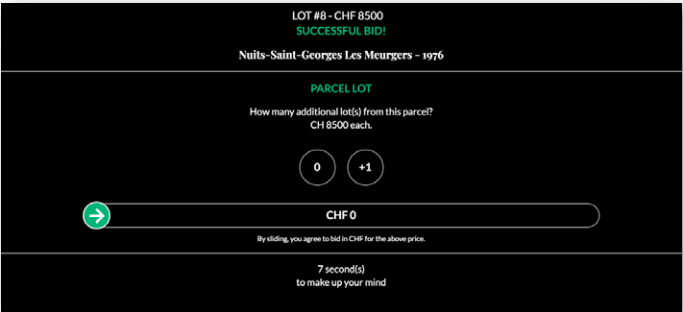 LOT #8 - CHF 8500
SUCCESSFUL BID!
Nuits-Saint-Georges Les Meurgers - 1976
PARCEL LOT
How many additional lot(s) from this parcel?
CH 8500 each.
0 +1
CHF 0
By sliding, you agree to bid in CHF for the above price.
7 second(s)
to make up your mind